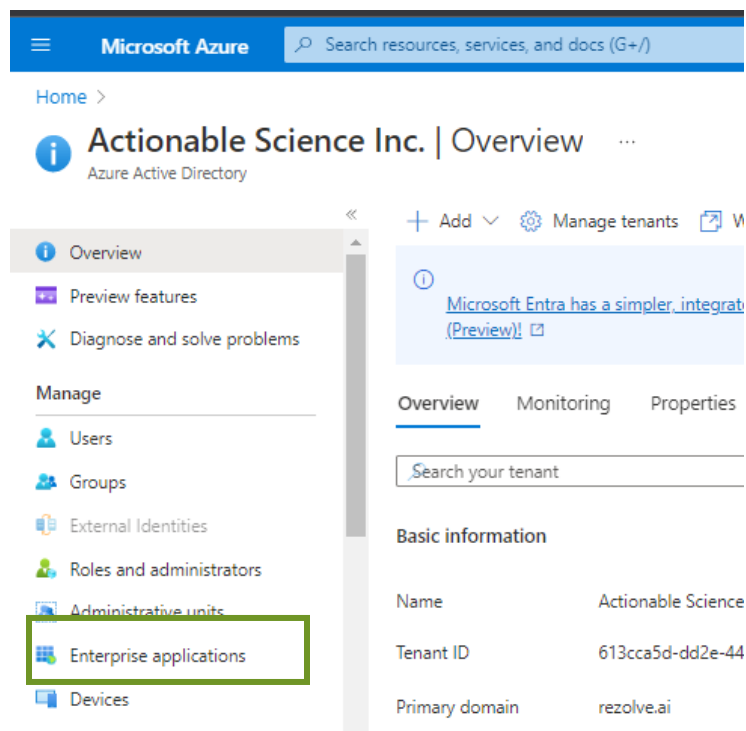 Microsoft Azure
Search resources, services, and docs (G+/)
Home >
Actionable Science Inc. | Overview ...
Azure Active Directory
«
Overview
Preview features
Diagnose and solve problems
Manage
Users
Groups
External Identities
Roles and administrators
Administrative units
Enterprise applications
Devices
+ Add Manage tenants W
Microsoft Entra has a simpler, integrate
(Preview)!
Overview Monitoring Properties
Search your tenant
Basic information
Name Actionable Science
Tenant ID 613cca5d-dd2e-44
Primary domain rezolve.ai